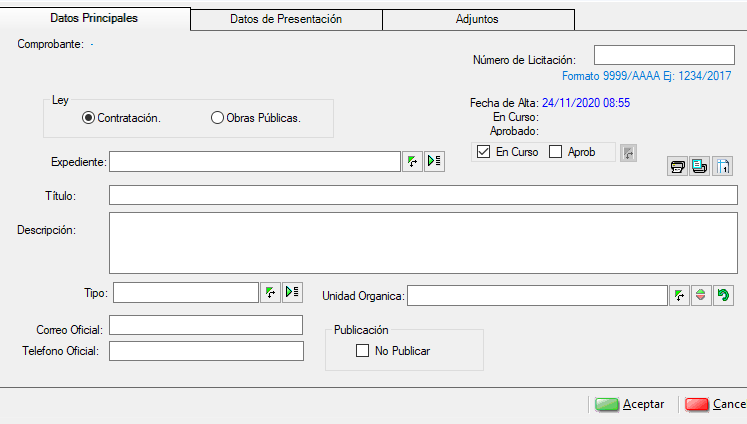 Datos Principales
Datos de Presentación
Adjuntos
Comprobante: -
Número de Licitación:
Formato 9999/AAAA Ej: 1234/2017
Ley
Contratación.
Obras Públicas.
Fecha de Alta: 24/11/2020 08:55
En Curso:
Aprobado:
En Curso
Aprob
Expediente:
Título:
Descripción:
Tipo:
Unidad Organica:
Correo Oficial:
Telefono Oficial:
Publicación
No Publicar
Aceptar
Cancel